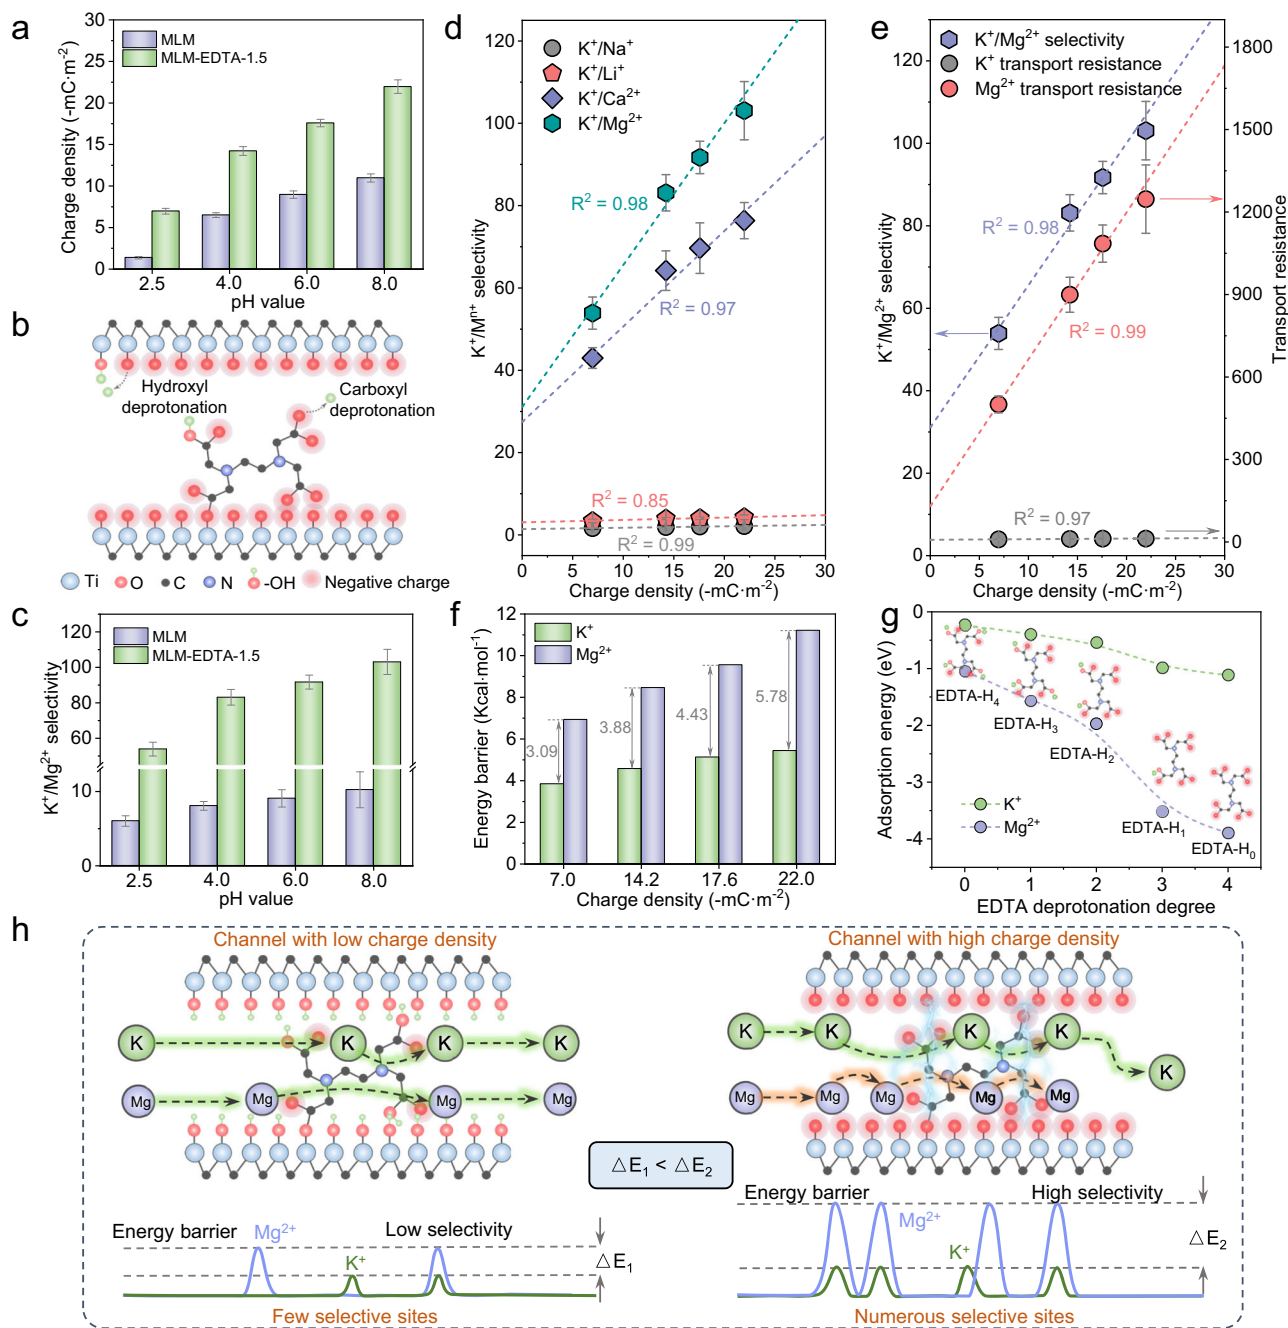 a
30
25
20
15
10
5
0
Charge density (-mC·m⁻²)
MLM
MLM-EDTA-1.5
2.5
4.0
6.0
8.0
pH value
b
Hydroxyl
deprotonation
Carboxyl
deprotonation
Ti
O
C
N
-OH
Negative charge
c
120
100
80
60
40
10
0
K⁺/Mg²⁺ selectivity
MLM
MLM-EDTA-1.5
2.5
4.0
6.0
8.0
pH value
d
120
100
80
60
40
20
0
K⁺/Mⁿ⁺ selectivity
K⁺/Na⁺
K⁺/Li⁺
K⁺/Ca²⁺
K⁺/Mg²⁺
R² = 0.98
R² = 0.97
R² = 0.85
R² = 0.99
0
5
10
15
20
25
30
Charge density (-mC·m⁻²)
e
120
100
80
60
40
20
0
K⁺/Mg²⁺ selectivity
K⁺/Mg²⁺ selectivity
K⁺ transport resistance
Mg²⁺ transport resistance
R² = 0.98
R² = 0.99
R² = 0.97
1800
1500
1200
900
600
300
0
Transport resistance
0
5
10
15
20
25
30
Charge density (-mC·m⁻²)
f
12
10
8
6
4
2
0
Energy barrier (Kcal·mol⁻¹)
K⁺
Mg²⁺
3.09
3.88
4.43
5.78
7.0
14.2
17.6
22.0
Charge density (-mC·m⁻²)
g
0
-1
-2
-3
-4
Adsorption energy (eV)
EDTA-H₄
EDTA-H₃
EDTA-H₂
EDTA-H₁
EDTA-H₀
K⁺
Mg²⁺
0
1
2
3
4
EDTA deprotonation degree
h
Channel with low charge density
K
K
K
K
Mg
Mg
Mg
Mg
Energy barrier
Mg²⁺
Low selectivity
K⁺
△E₁
Few selective sites
△E₁ < △E₂
Channel with high charge density
K
K
K
K
K
Mg
Mg
Mg
Mg
Mg
Energy barrier
High selectivity
Mg²⁺
K⁺
△E₂
Numerous selective sites